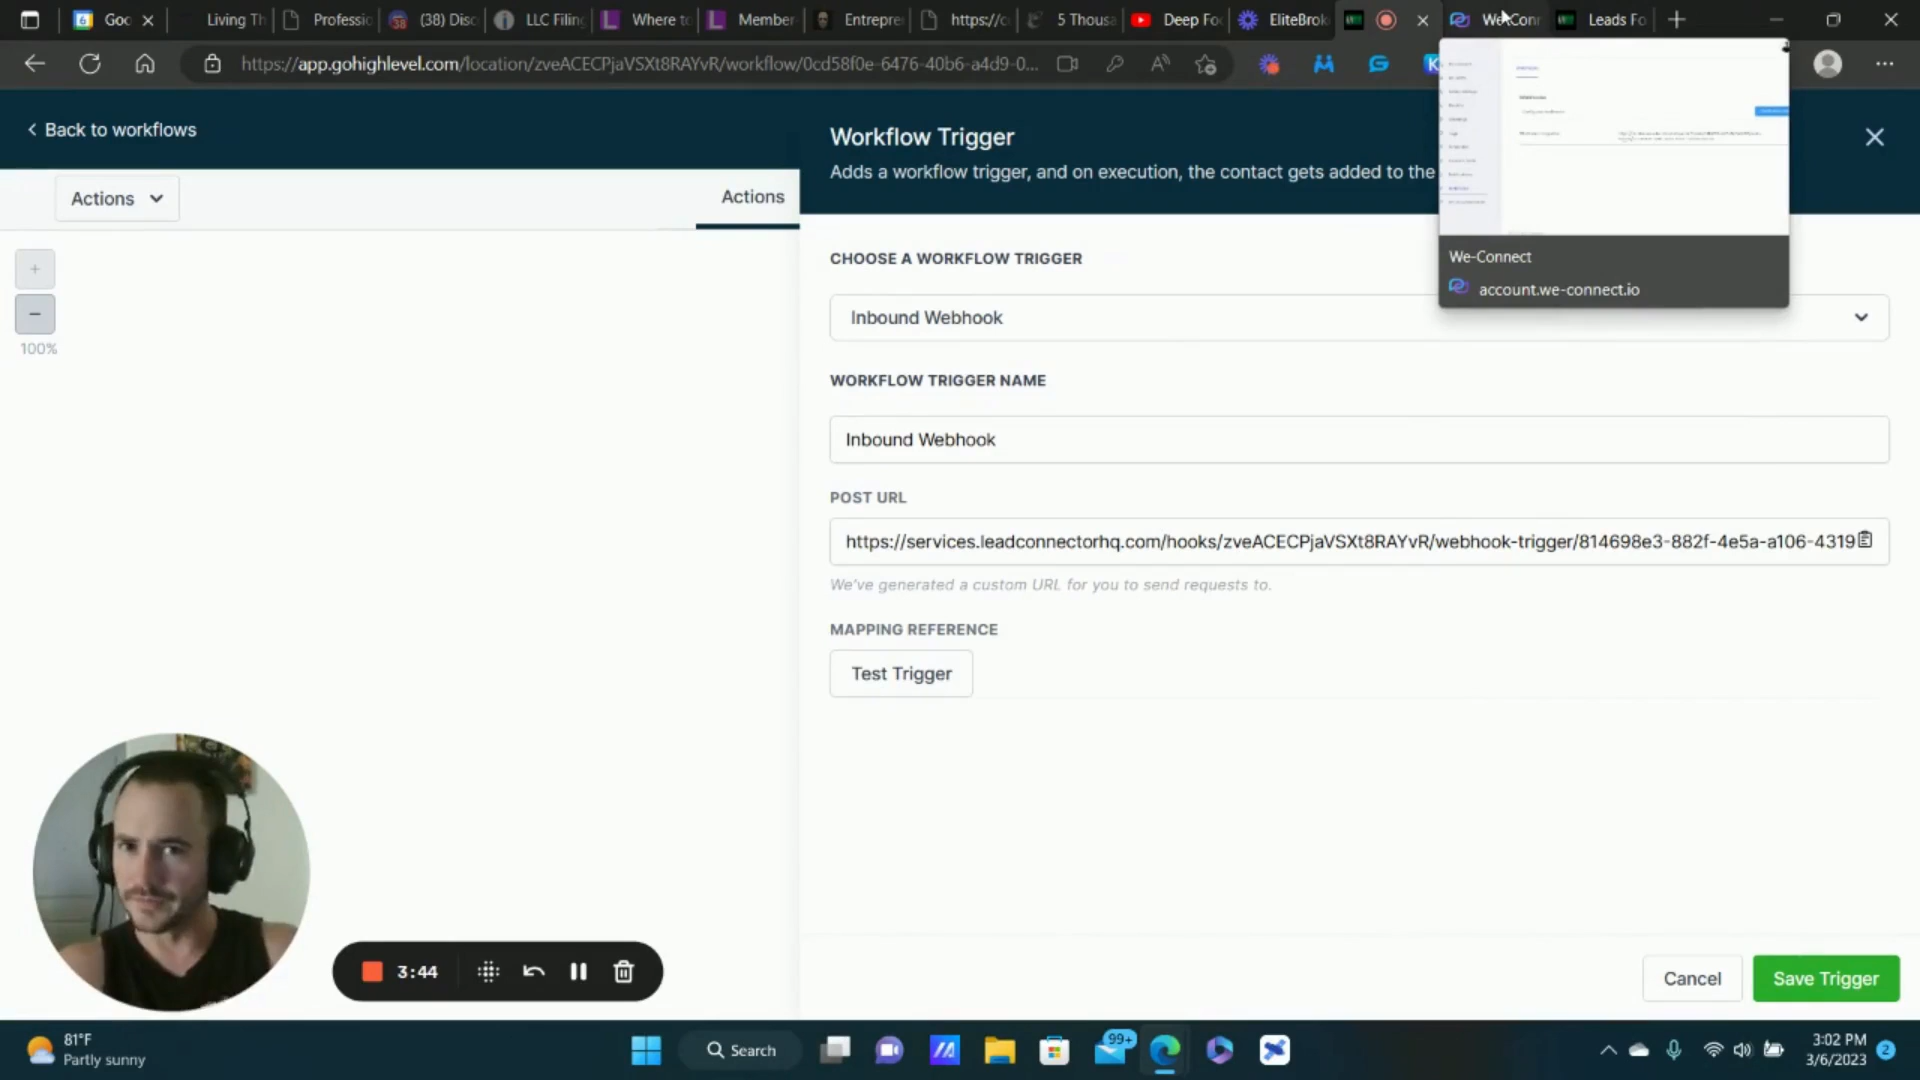 Goo
Living Th
Professio
(38) Disc
LLC Filing
Where to
Member
Entrepre
https://c
5 Thousa
Deep Fo
EliteBrok
We-Conn
Leads Fo
https://app.gohighlevel.com/location/zveACECPjaVSXt8RAYvR/workflow/0cd58f0e-6476-40b6-a4d9-0...
Back to workflows
Actions
Actions
100%
Workflow Trigger
Adds a workflow trigger, and on execution, the contact gets added to the
We-Connect
account.we-connect.io
CHOOSE A WORKFLOW TRIGGER
Inbound Webhook
WORKFLOW TRIGGER NAME
Inbound Webhook
POST URL
https://services.leadconnectorhq.com/hooks/zveACECPjaVSXt8RAYvR/webhook-trigger/814698e3-882f-4e5a-a106-4319
We've generated a custom URL for you to send requests to.
MAPPING REFERENCE
Test Trigger
Cancel
Save Trigger
3:44
81°F
Partly sunny
Search
99+
3:02 PM
3/6/2023
2